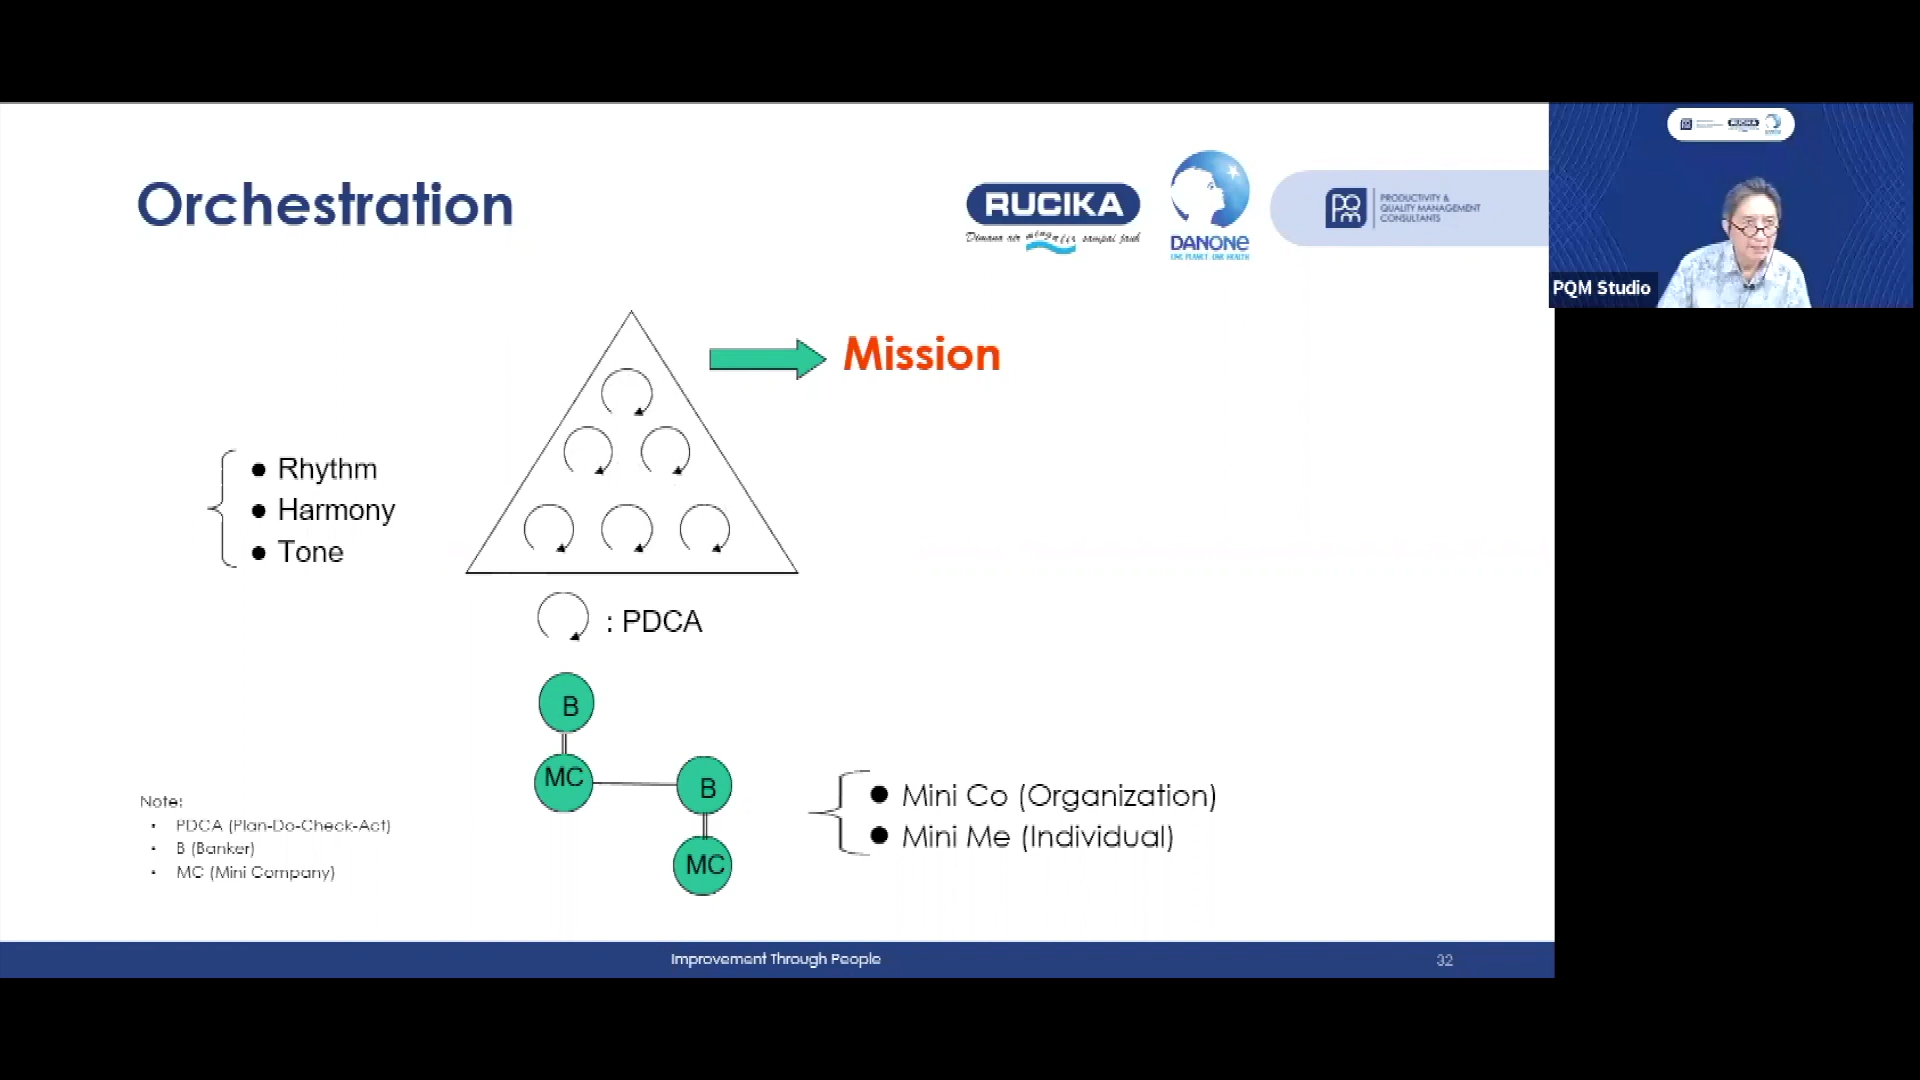 Orchestration
RUCIKA
Dimana air mengalir sampai jauh
DANONE
ONE PLANET. ONE HEALTH
pqm
PRODUCTIVITY &
QUALITY MANAGEMENT
CONSULTANTS
RUCIKA
PQM Studio
Mission
● Rhythm
● Harmony
● Tone
: PDCA
B
MC
B
MC
● Mini Co (Organization)
● Mini Me (Individual)
Note:
• PDCA (Plan-Do-Check-Act)
• B (Banker)
• MC (Mini Company)
Improvement Through People
32